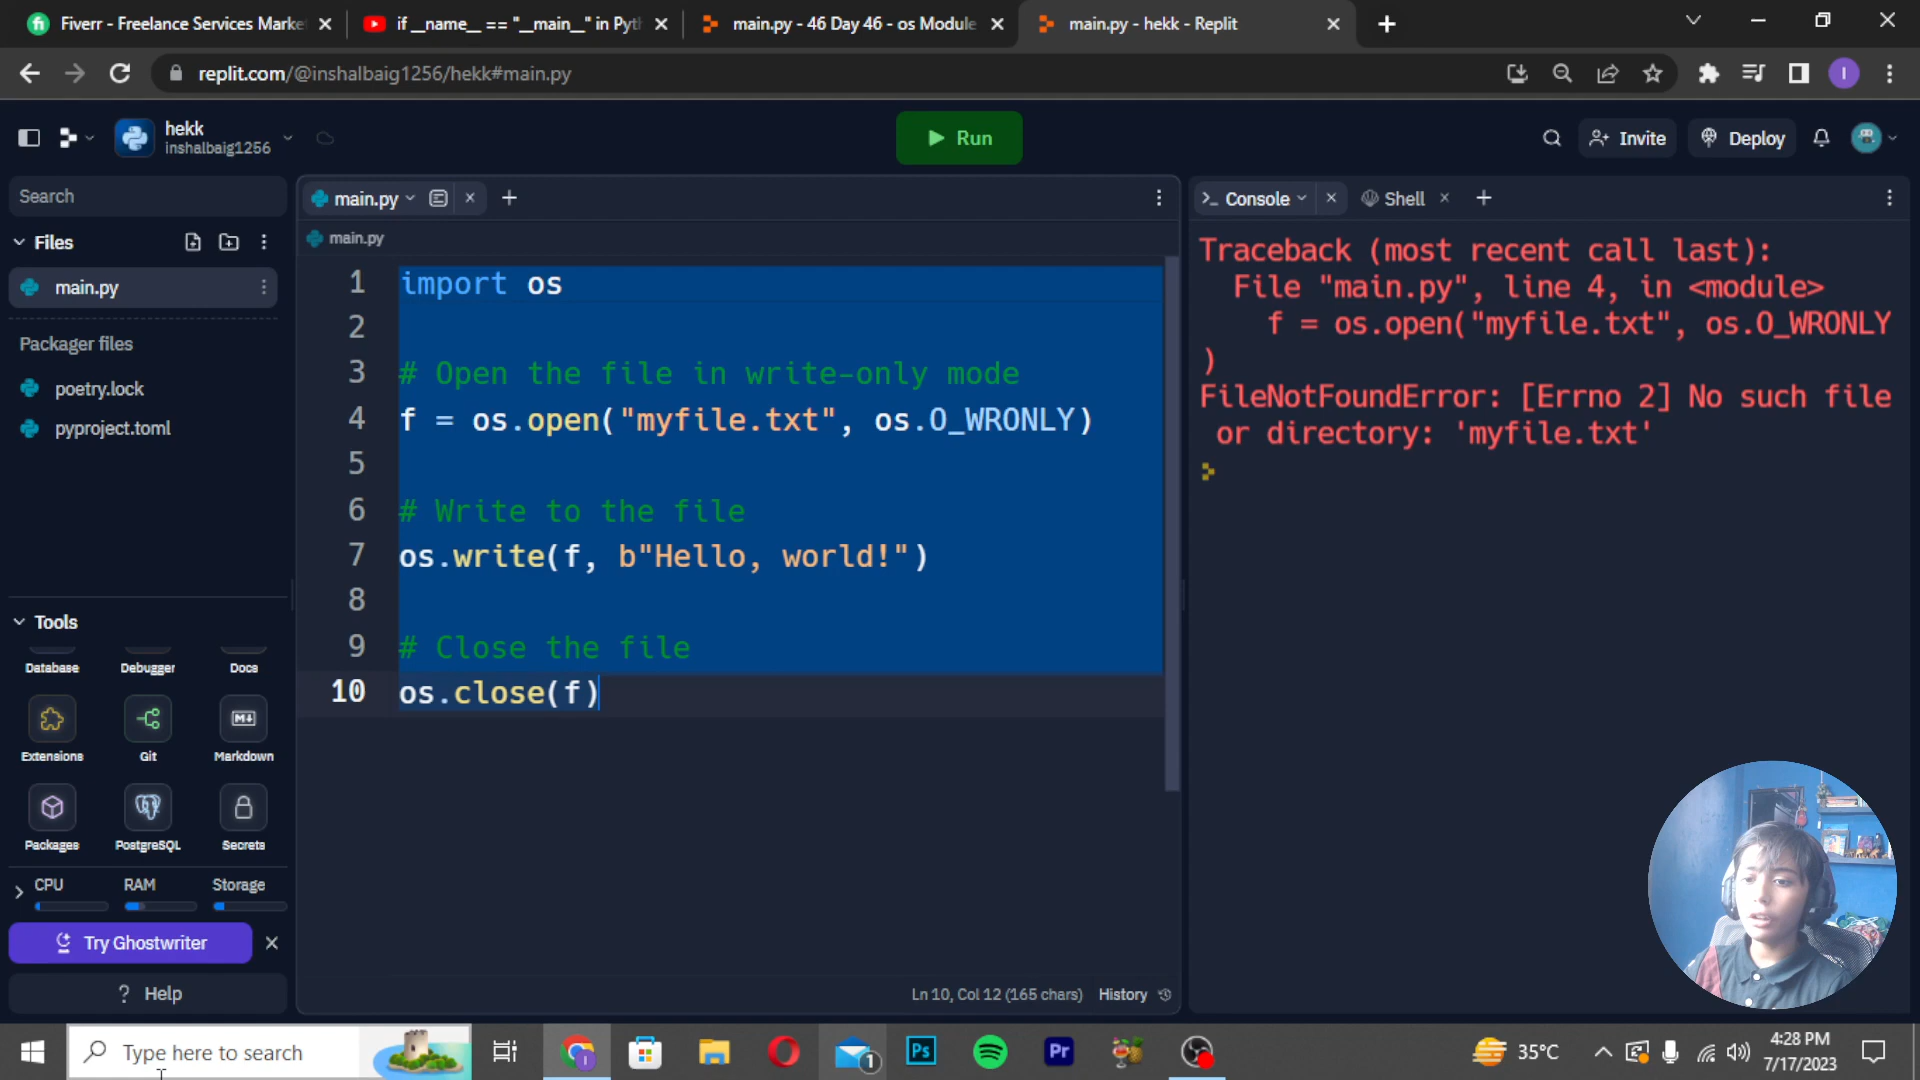 Fiverr - Freelance Services Marke
if __name__ == "__main__" in Pyth
main.py - 46 Day 46 - os Module
main.py - hekk - Replit
replit.com/@inshalbaig1256/hekk#main.py
I
hekk
inshalbaig1256
Run
Invite
Deploy
Search
Files
main.py
Packager files
poetry.lock
pyproject.toml
Tools
Database
Debugger
Docs
Extensions
Git
Markdown
Packages
PostgreSQL
Secrets
CPU
RAM
Storage
Try Ghostwriter
? Help
main.py
main.py
1 import os
2
3 # Open the file in write-only mode
4 f = os.open("myfile.txt", os.O_WRONLY)
5
6 # Write to the file
7 os.write(f, b"Hello, world!")
8
9 # Close the file
10 os.close(f)
Ln 10, Col 12 (165 chars)
History
Console
Shell
Traceback (most recent call last):
File "main.py", line 4, in <module>
f = os.open("myfile.txt", os.O_WRONLY
)
FileNotFoundError: [Errno 2] No such file
or directory: 'myfile.txt'
Type here to search
1
Ps
Pr
35°C
4:28 PM
7/17/2023